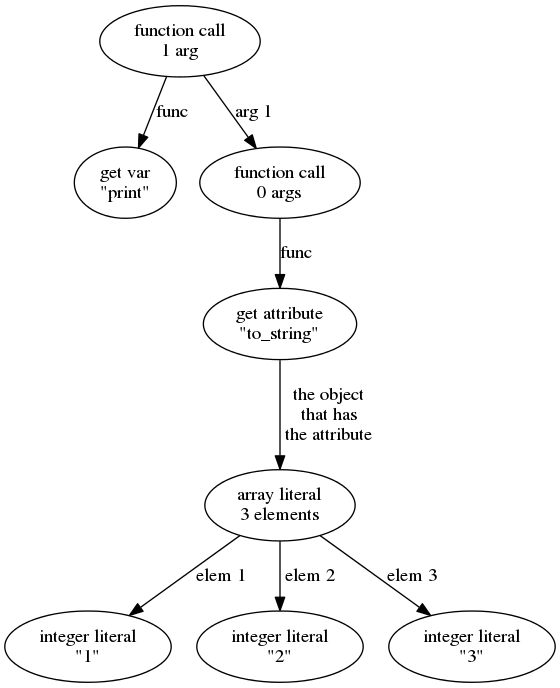 function call
1 arg
func
arg 1
get var
"print"
function call
0 args
func
get attribute
"to_string"
the object
that has
the attribute
array literal
3 elements
elem 1
elem 2
elem 3
integer literal
"1"
integer literal
"2"
integer literal
"3"